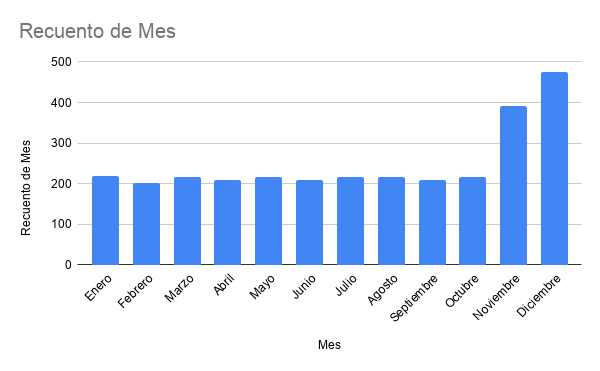 Recuento de Mes
500
400
300
200
100
0
Recuento de Mes
Enero
Febrero
Marzo
Abril
Mayo
Junio
Julio
Agosto
Septiembre
Octubre
Noviembre
Diciembre
Mes